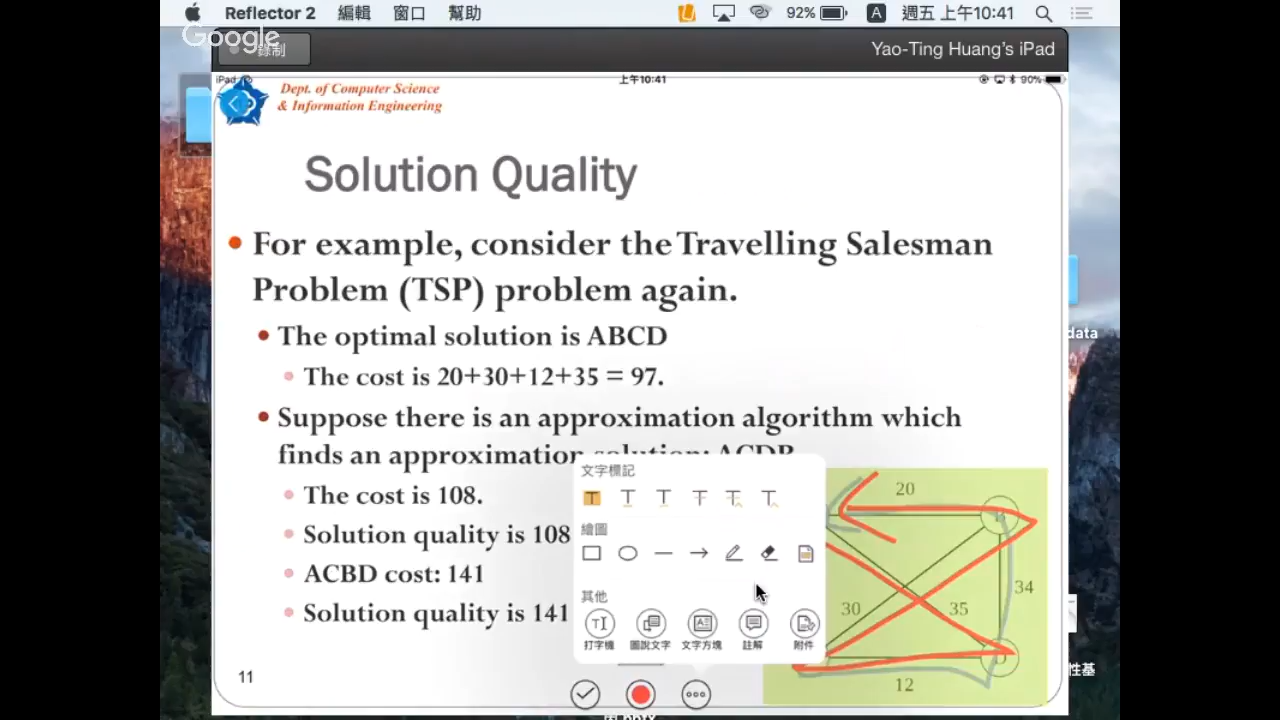 Reflector 2 編輯 窗口 幫助 92% A 週五 上午10:41
Google
錄制
Yao-Ting Huang's iPad
iPad 上午10:41 90%
Dept. of Computer Science
& Information Engineering
Solution Quality
For example, consider the Travelling Salesman
Problem (TSP) problem again.
The optimal solution is ABCD
The cost is 20+30+12+35 = 97.
Suppose there is an approximation algorithm which
finds an approximation solution: ACDB
The cost is 108.
Solution quality is 108
ACBD cost: 141
Solution quality is 141
文字標記
繪圖
其他
打字機 圖說文字 文字方塊 註解 附件
20
34
30
35
12
11
data
性基